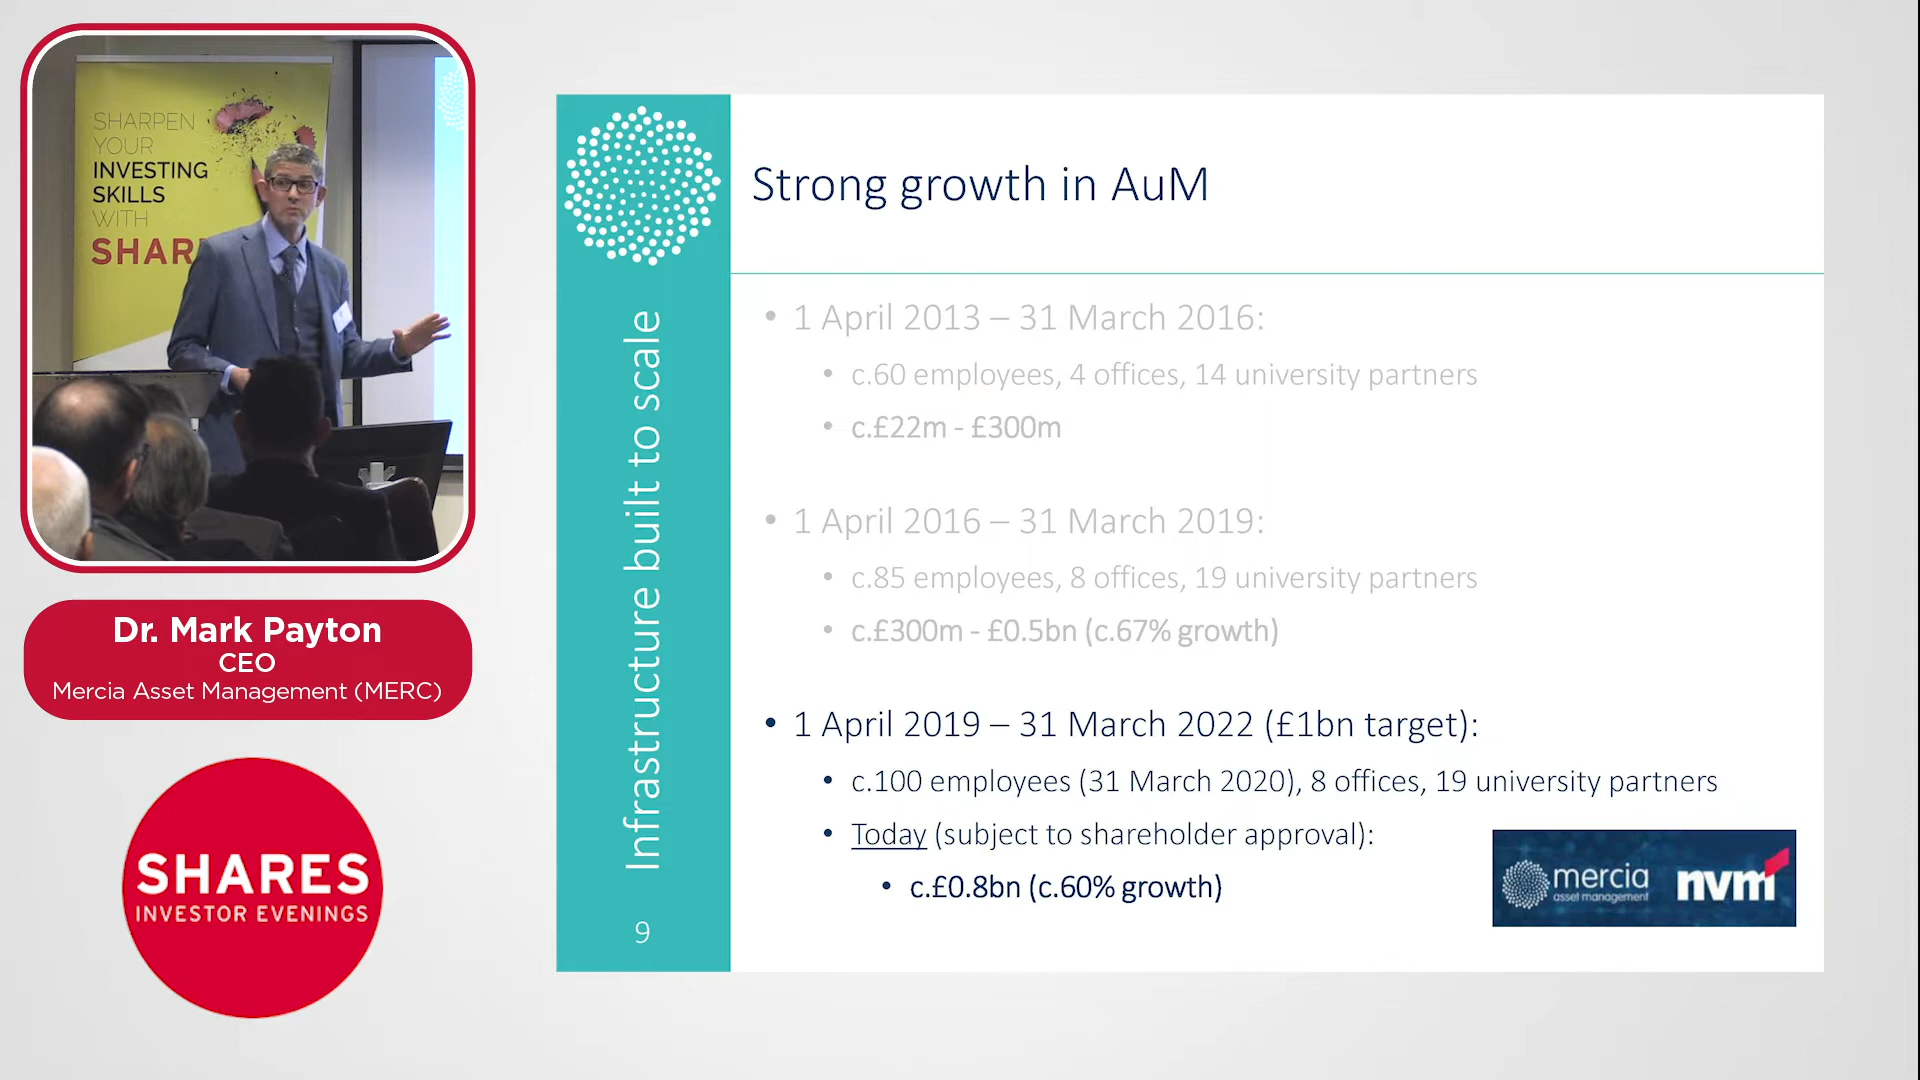 SHARPEN
YOUR
INVESTING
SKILLS
WITH
SHAR
Dr. Mark Payton
CEO
Mercia Asset Management (MERC)
SHARES
INVESTOR EVENINGS
Infrastructure built to scale
9
Strong growth in AuM
• 1 April 2013 – 31 March 2016:
• c.60 employees, 4 offices, 14 university partners
• c.£22m - £300m
• 1 April 2016 – 31 March 2019:
• c.85 employees, 8 offices, 19 university partners
• c.£300m - £0.5bn (c.67% growth)
• 1 April 2019 – 31 March 2022 (£1bn target):
• c.100 employees (31 March 2020), 8 offices, 19 university partners
• Today (subject to shareholder approval):
• c.£0.8bn (c.60% growth)
mercia
asset management
nvm